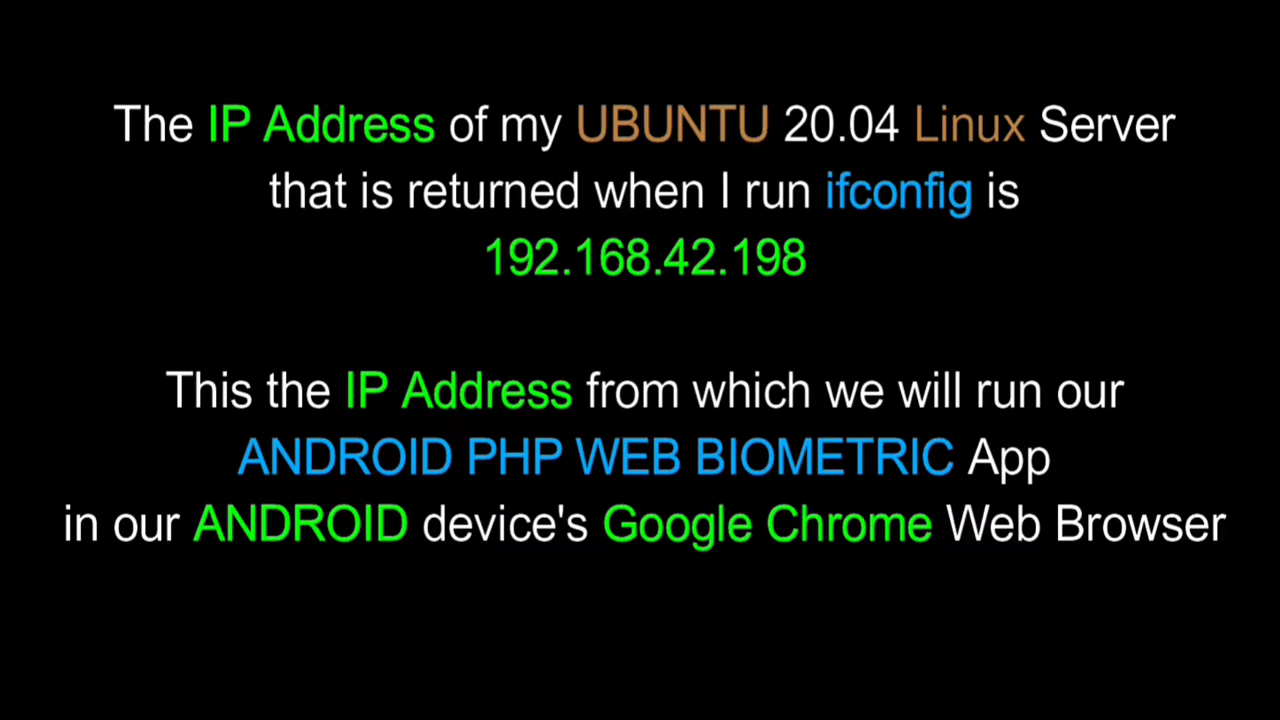 The IP Address of my UBUNTU 20.04 Linux Server
that is returned when I run ifconfig is
192.168.42.198
This the IP Address from which we will run our
ANDROID PHP WEB BIOMETRIC App
in our ANDROID device's Google Chrome Web Browser